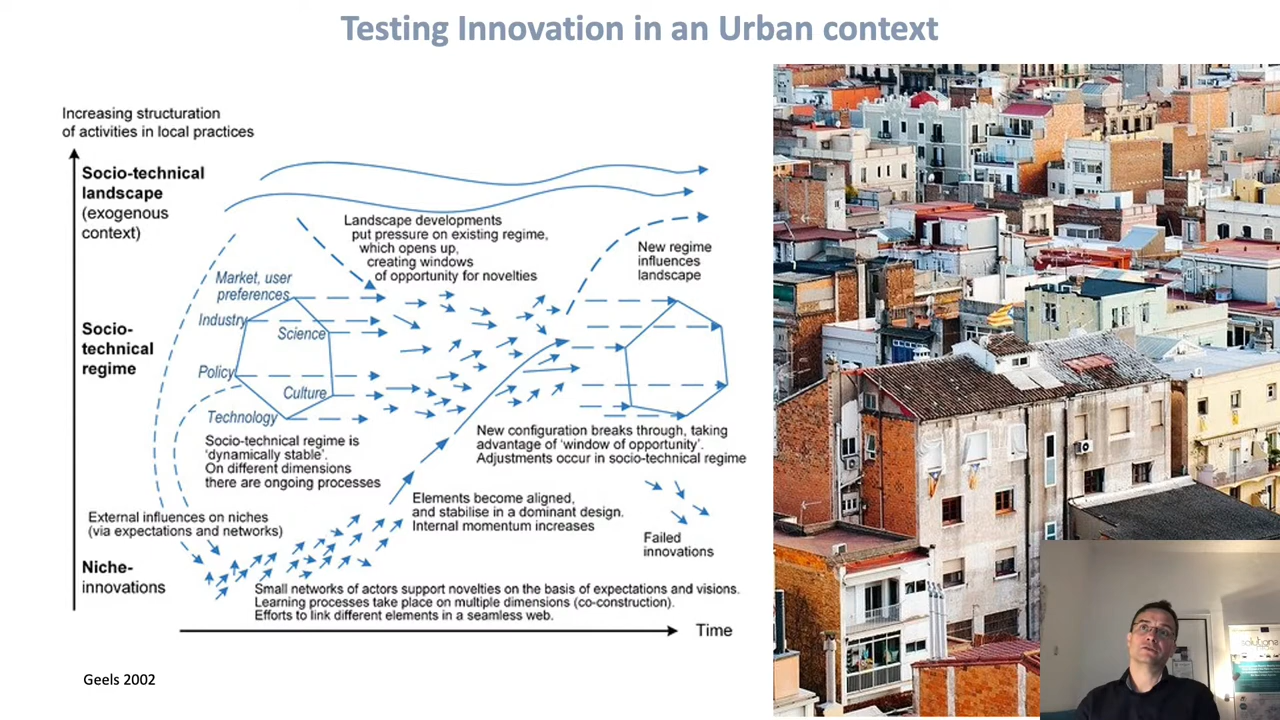 Testing Innovation in an Urban context
Increasing structuration
of activities in local practices
Socio-technical
landscape
(exogenous
context)
Landscape developments
put pressure on existing regime,
which opens up,
creating windows
of opportunity for novelties
New regime
influences
landscape
Market, user
preferences
Industry
Science
Socio-
technical
regime
Policy
Culture
Technology
Socio-technical regime is
‘dynamically stable’.
On different dimensions
there are ongoing processes
New configuration breaks through, taking
advantage of ‘window of opportunity’.
Adjustments occur in socio-technical regime
Elements become aligned,
and stabilise in a dominant design.
Internal momentum increases
External influences on niches
(via expectations and networks)
Failed
innovations
Niche-
innovations
Small networks of actors support novelties on the basis of expectations and visions.
Learning processes take place on multiple dimensions (co-construction).
Efforts to link different elements in a seamless web.
Time
Geels 2002
solutions